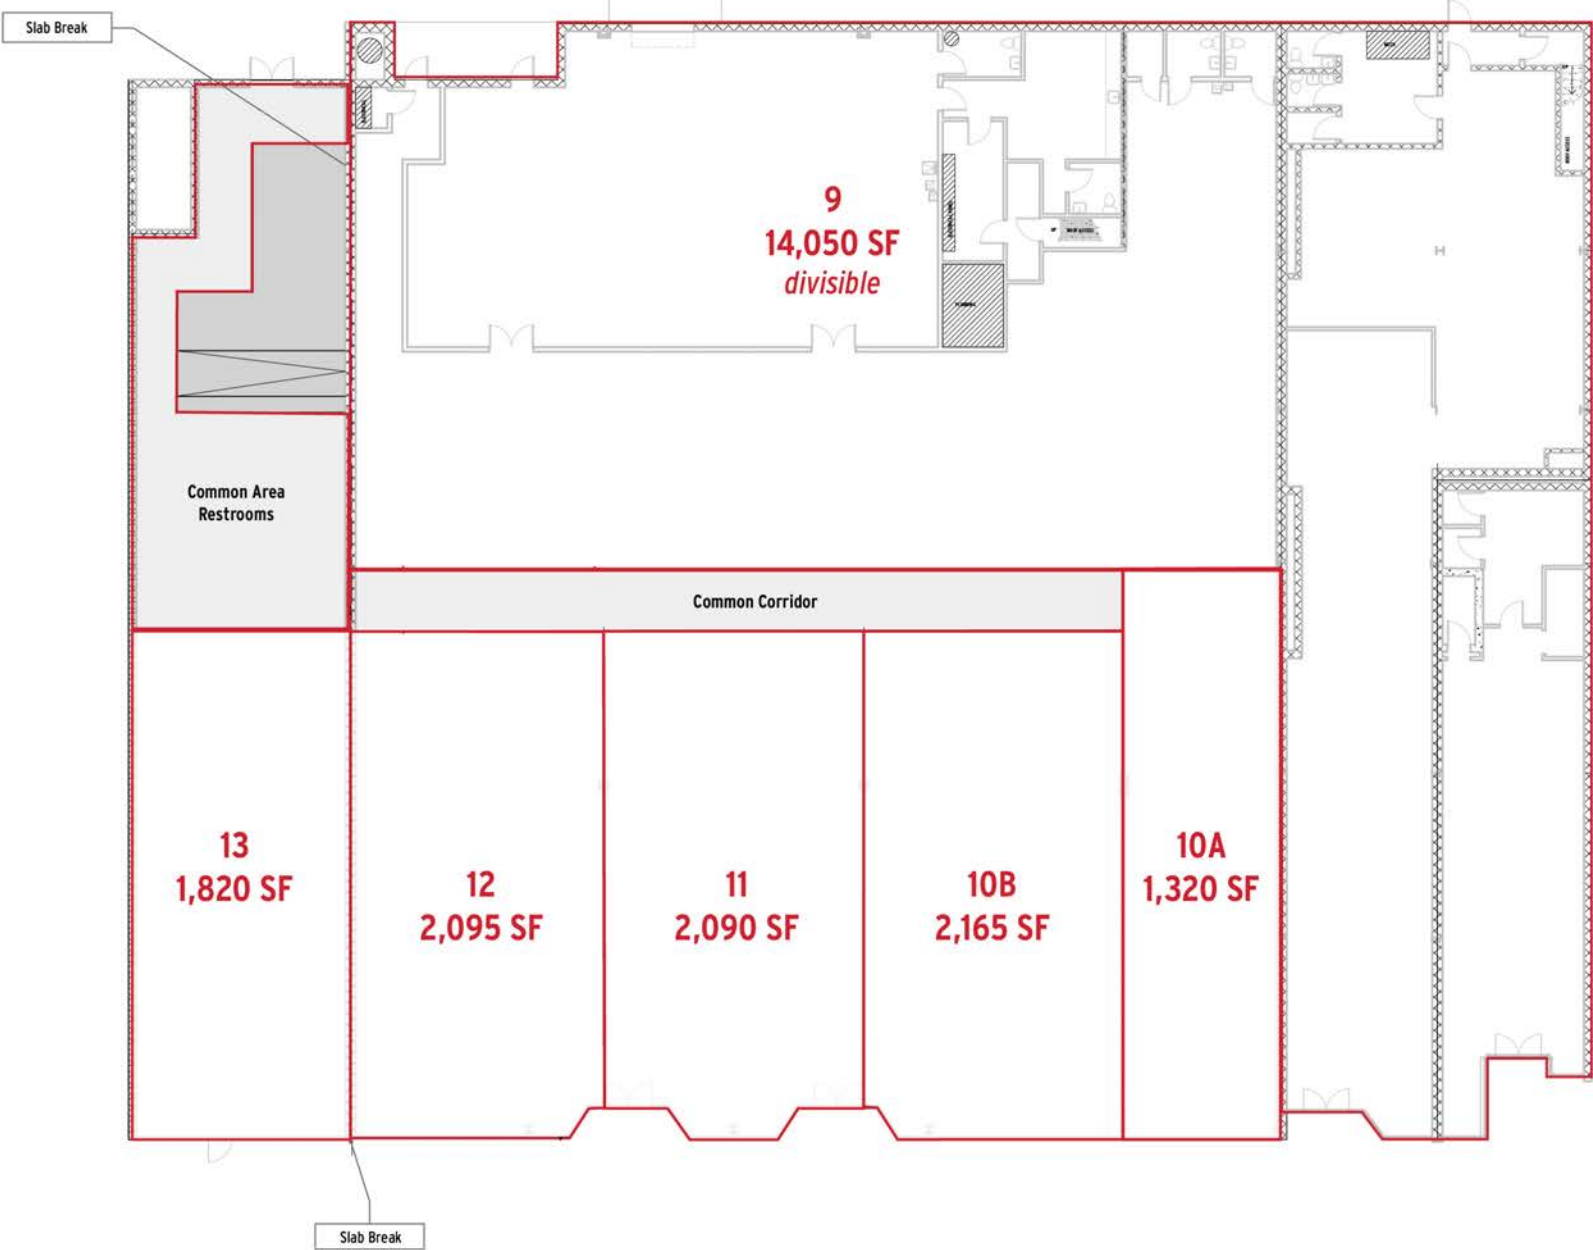 Slab Break
9
14,050 SF
divisible
UP
Common Area
Restrooms
Common Corridor
13
1,820 SF
12
2,095 SF
11
2,090 SF
10B
2,165 SF
10A
1,320 SF
Slab Break